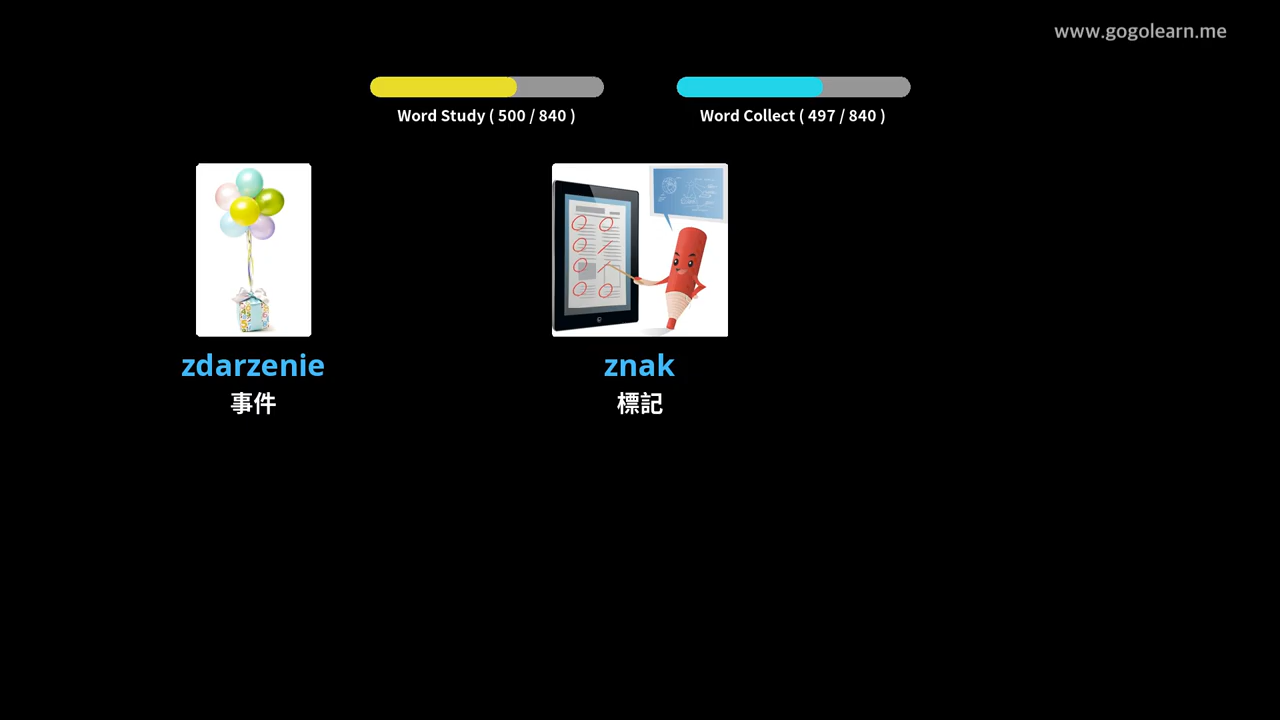 www.gogolearn.me
Word Study ( 500 / 840 )
Word Collect ( 497 / 840 )
zdarzenie
事件
znak
標記